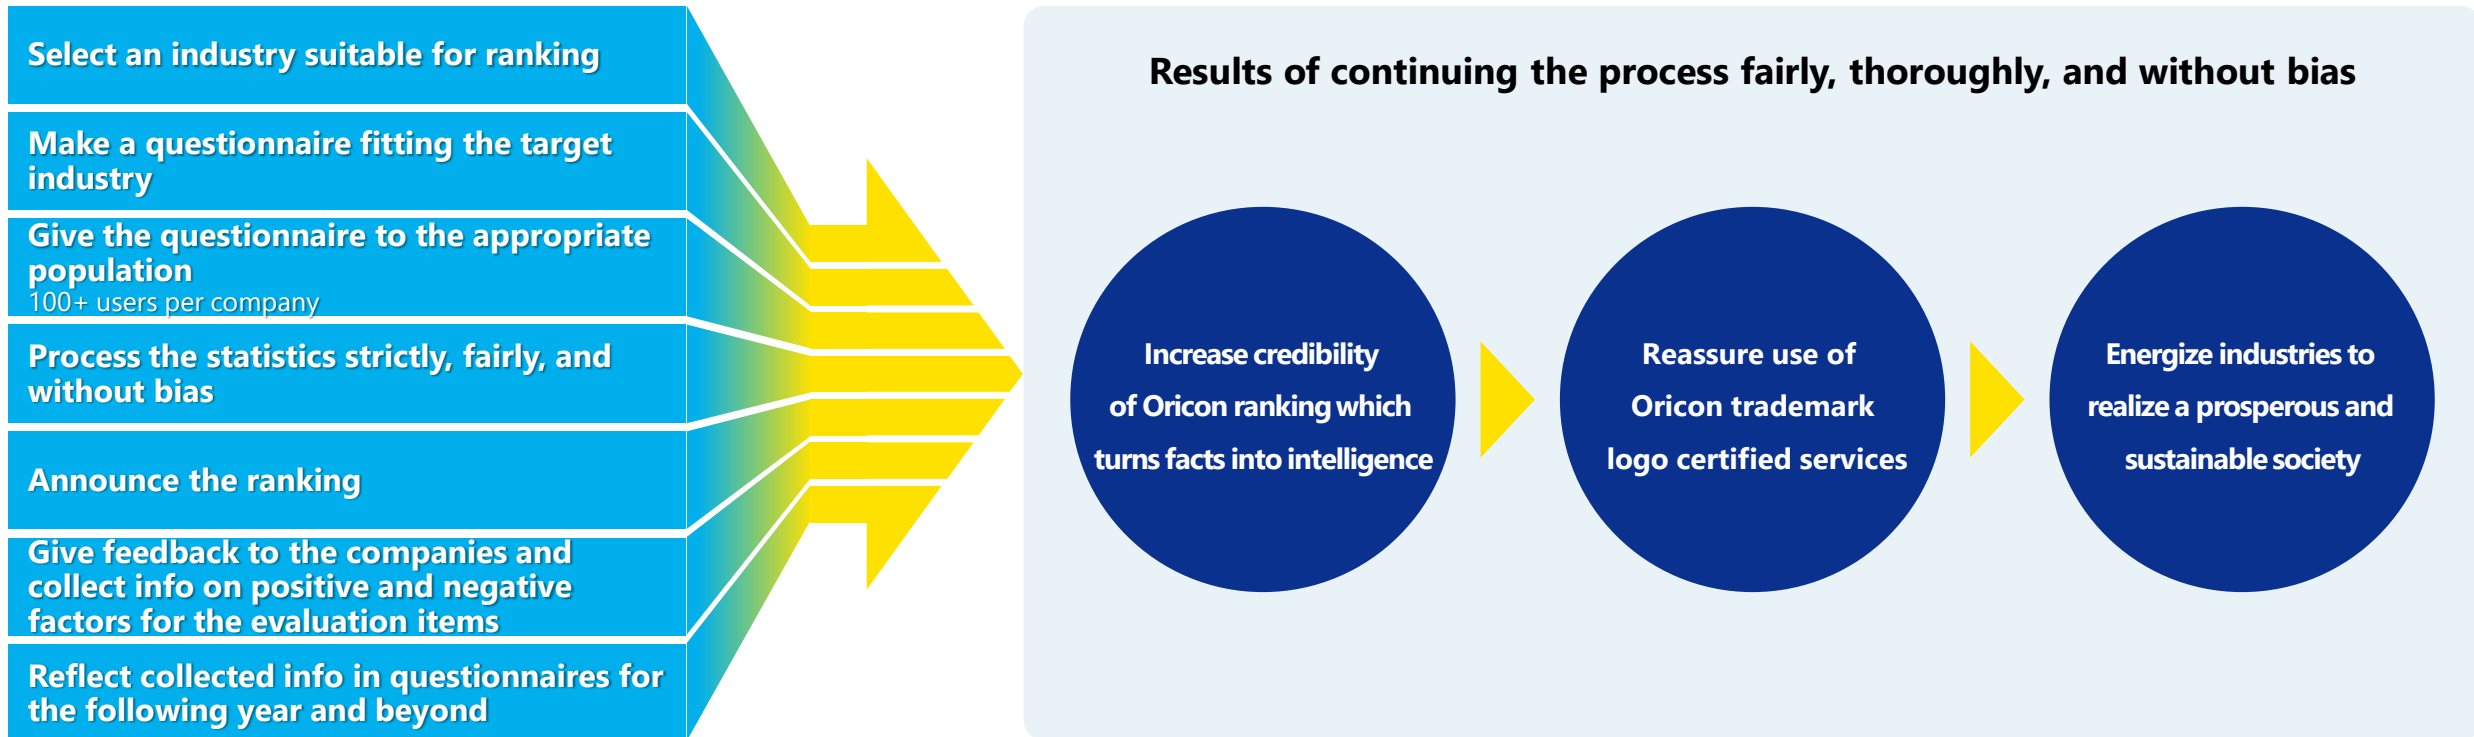 Select an industry suitable for ranking
Make a questionnaire fitting the target
industry
Give the questionnaire to the appropriate
population
100+ users per company
Process the statistics strictly, fairly, and
without bias
Announce the ranking
Give feedback to the companies and
collect info on positive and negative
factors for the evaluation items
Reflect collected info in questionnaires for
the following year and beyond
Results of continuing the process fairly, thoroughly, and without bias
Increase credibility
of Oricon ranking which
turns facts into intelligence
Reassure use of
Oricon trademark
logo certified services
Energize industries to
realize a prosperous and
sustainable society